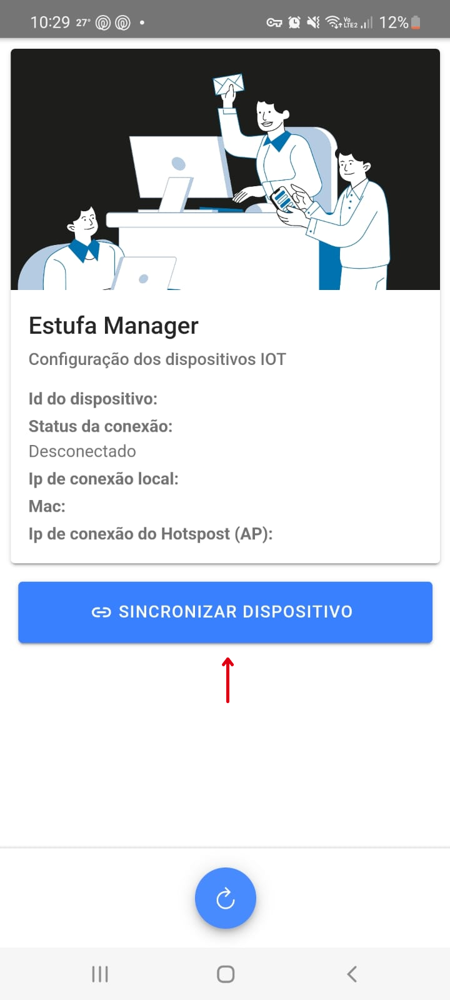 10:29 27° Vo LTE2 12%
Estufa Manager
Configuração dos dispositivos IOT
Id do dispositivo:
Status da conexão:
Desconectado
Ip de conexão local:
Mac:
Ip de conexão do Hotspost (AP):
SINCRONIZAR DISPOSITIVO